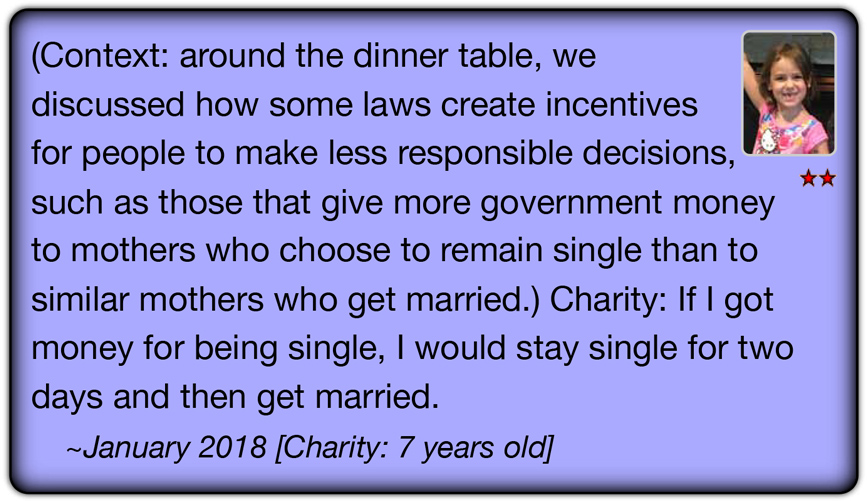 (Context: around the dinner table, we
discussed how some laws create incentives
for people to make less responsible decisions,
such as those that give more government money
to mothers who choose to remain single than to
similar mothers who get married.) Charity: If I got
money for being single, I would stay single for two
days and then get married.
~January 2018 [Charity: 7 years old]